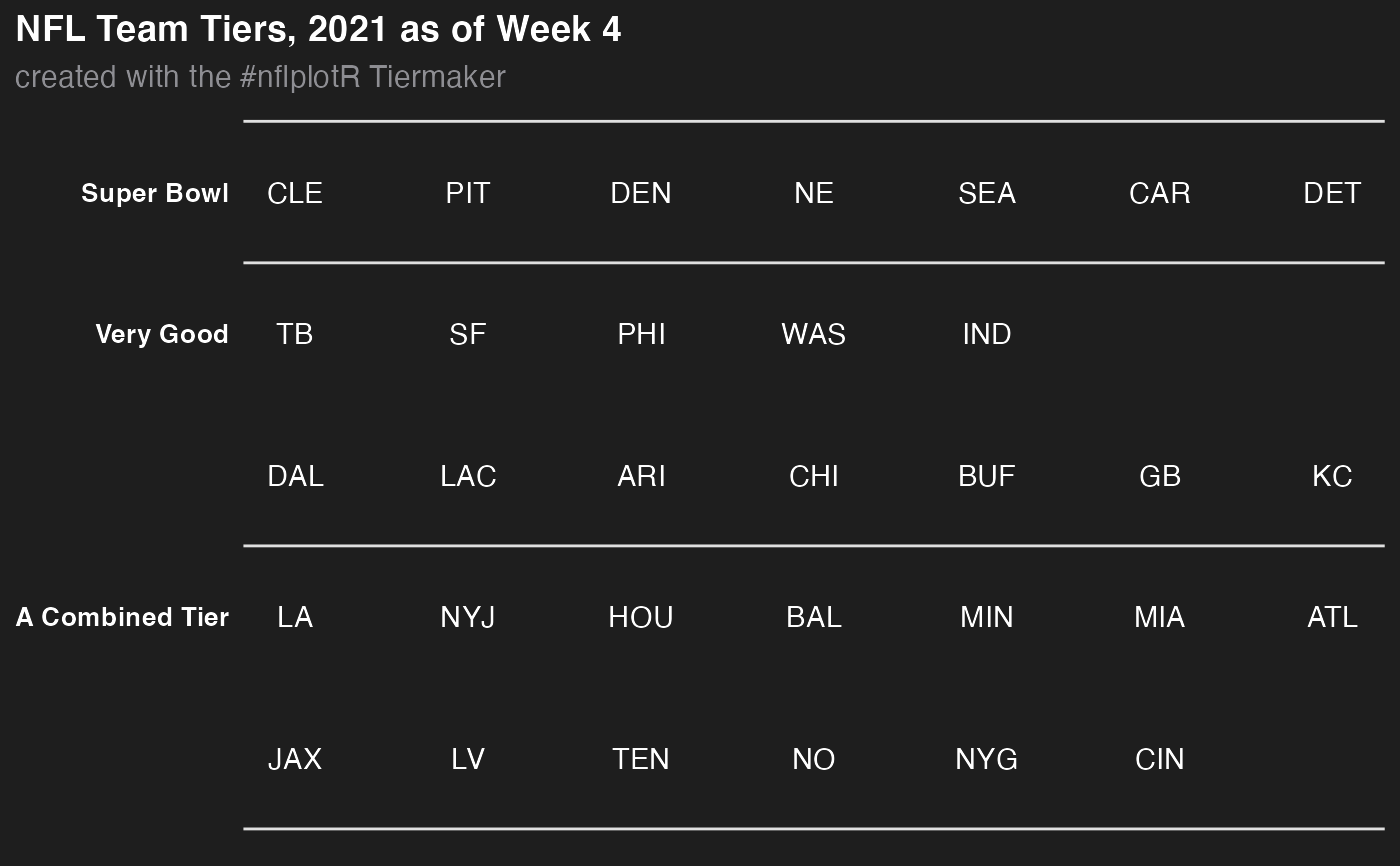 NFL Team Tiers, 2021 as of Week 4
created with the #nflplotR Tiermaker
Super Bowl CLE PIT DEN NE SEA CAR DET
Very Good TB SF PHI WAS IND
DAL LAC ARI CHI BUF GB KC
A Combined Tier LA NYJ HOU BAL MIN MIA ATL
JAX LV TEN NO NYG CIN